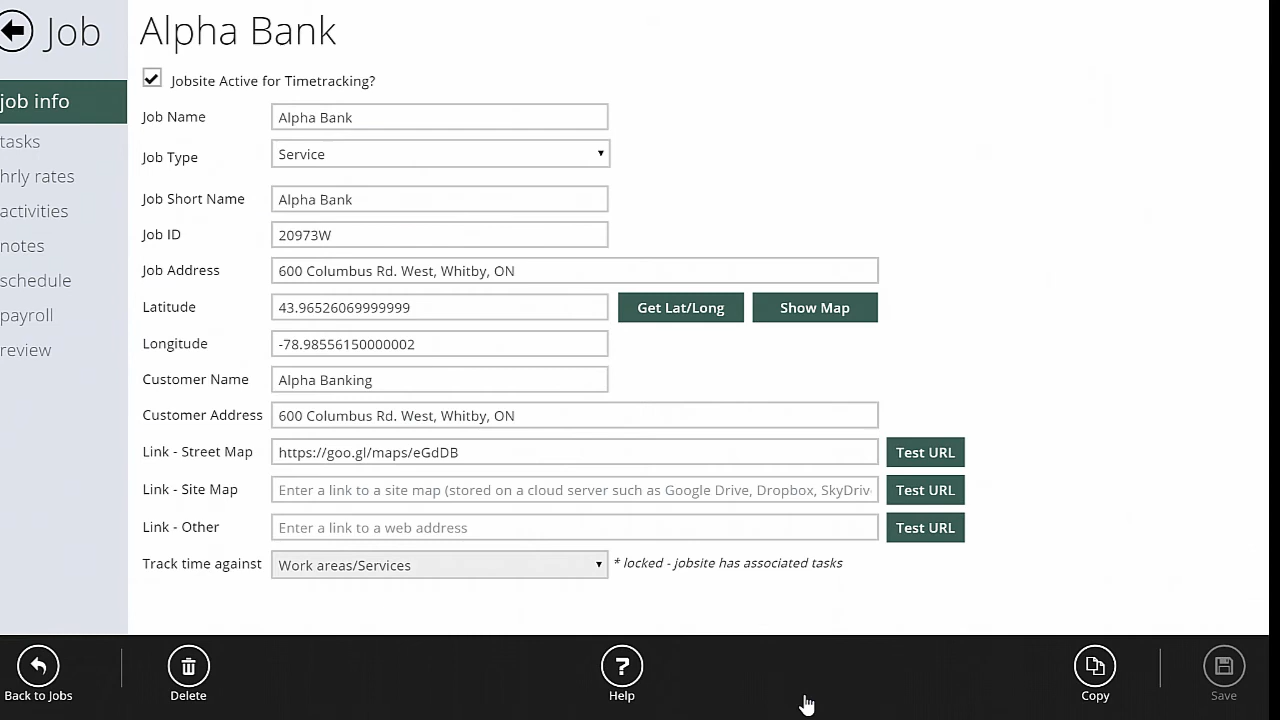 Job
job info
tasks
hrly rates
activities
notes
schedule
payroll
review
Alpha Bank
Jobsite Active for Timetracking?
Job Name Alpha Bank
Job Type Service
Job Short Name Alpha Bank
Job ID 20973W
Job Address 600 Columbus Rd. West, Whitby, ON
Latitude 43.96526069999999 Get Lat/Long Show Map
Longitude -78.98556150000002
Customer Name Alpha Banking
Customer Address 600 Columbus Rd. West, Whitby, ON
Link - Street Map https://goo.gl/maps/eGdDB Test URL
Link - Site Map Enter a link to a site map (stored on a cloud server such as Google Drive, Dropbox, SkyDriv Test URL
Link - Other Enter a link to a web address Test URL
Track time against Work areas/Services * locked - jobsite has associated tasks
Back to Jobs Delete ? Help Copy Save